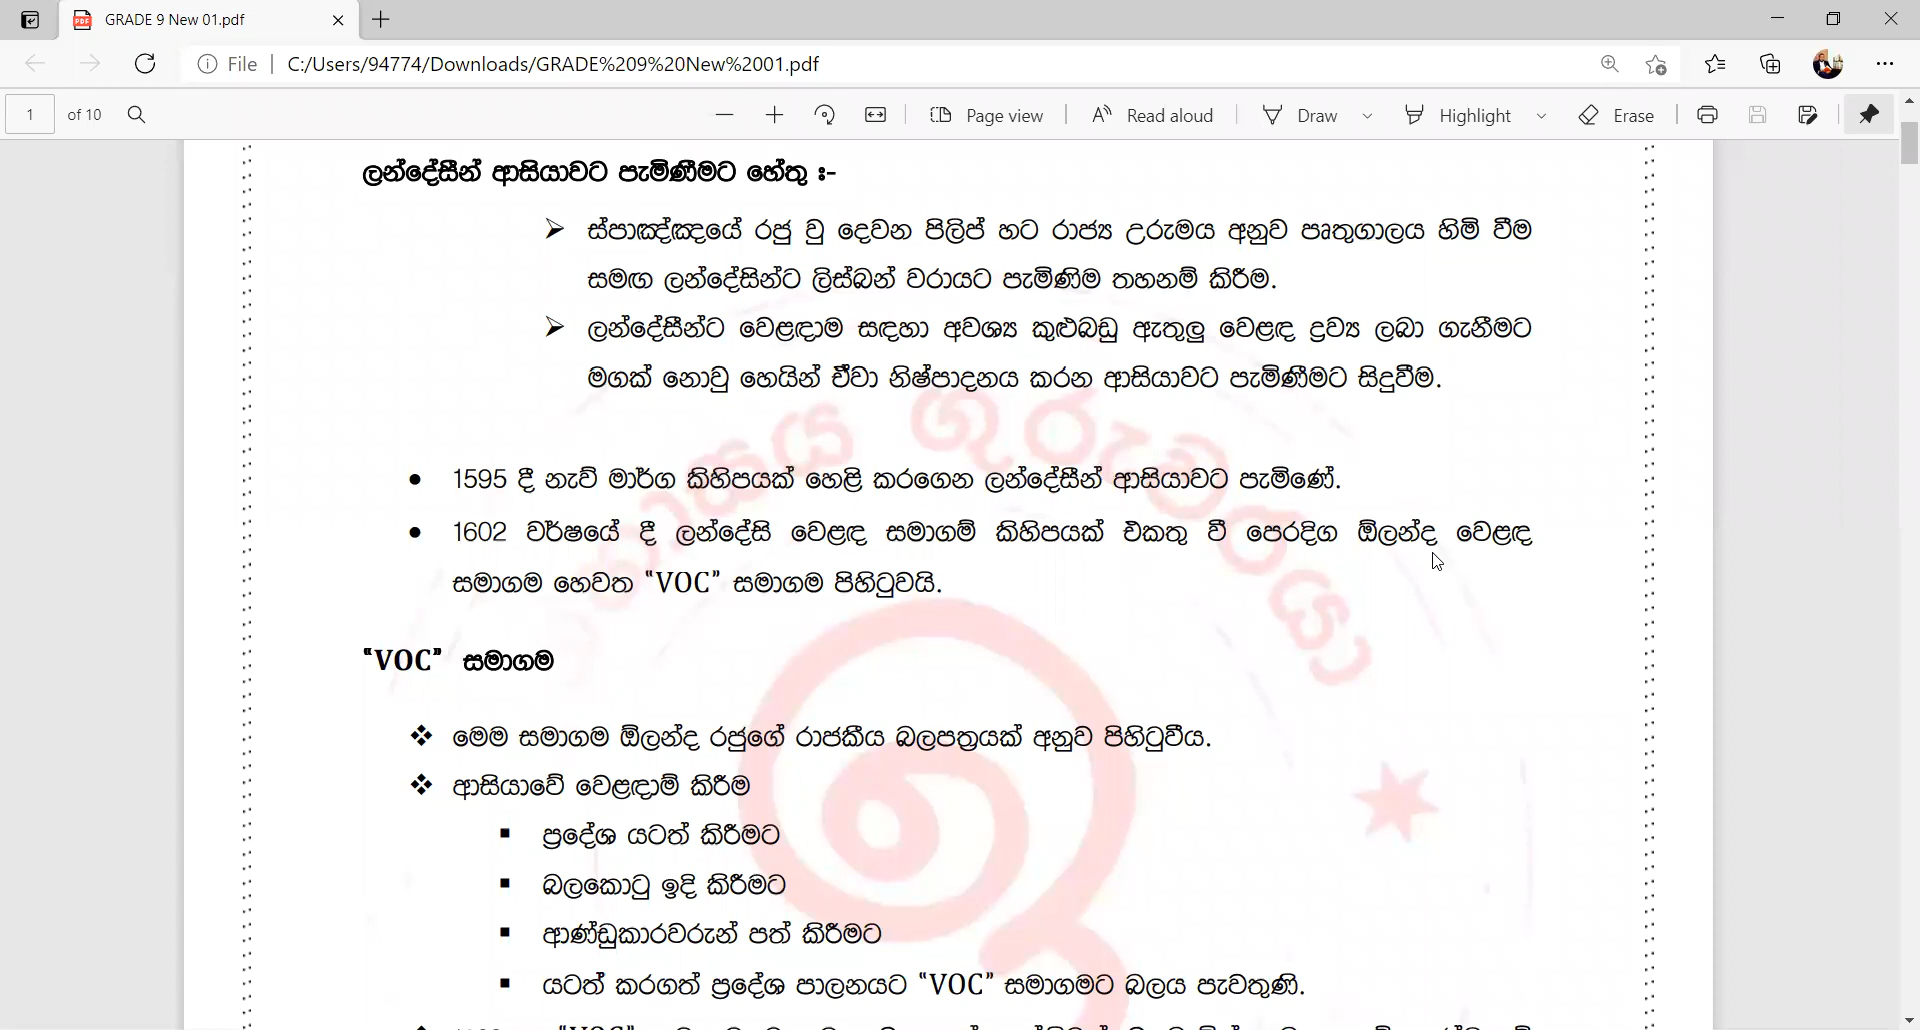 GRADE 9 New 01.pdf
File
C:/Users/94774/Downloads/GRADE%209%20New%2001.pdf
1 of 10
Page view
Read aloud
Draw
Highlight
Erase
ලන්දේසීන් ආසියාවට පැමිණීමට හේතු :-
ස්පාඤ්ඤයේ රජු වූ දෙවන පිලිප් හට රාජ්‍ය උරුමය අනුව පෘතුගාලය හිමි වීම
සමඟ ලන්දේසින්ට ලිස්බන් වරායට පැමිණිම තහනම් කිරීම.
ලන්දේසීන්ට වෙළඳාම සඳහා අවශ්‍ය කුළුබඩු ඇතුලු වෙළඳ ද්‍රව්‍ය ලබා ගැනීමට
මගක් නොවූ හෙයින් ඒවා නිෂ්පාදනය කරන ආසියාවට පැමිණීමට සිදුවීම.
1595 දී නැව් මාර්ග කිහිපයක් හෙළි කරගෙන ලන්දේසීන් ආසියාවට පැමිණේ.
1602 වර්ෂයේ දී ලන්දේසි වෙළඳ සමාගම් කිහිපයක් එකතු වී පෙරදිග ඕලන්ද වෙළඳ
සමාගම හෙවත “VOC” සමාගම පිහිටුවයි.
“VOC” සමාගම
මෙම සමාගම ඕලන්ද රජුගේ රාජකීය බලපත්‍රයක් අනුව පිහිටුවීය.
ආසියාවේ වෙළඳාම් කිරීම
ප්‍රදේශ යටත් කිරීමට
බලකොටු ඉදි කිරීමට
ආණ්ඩුකාරවරුන් පත් කිරීමට
යටත් කරගත් ප්‍රදේශ පාලනයට “VOC” සමාගමට බලය පැවතුණි.